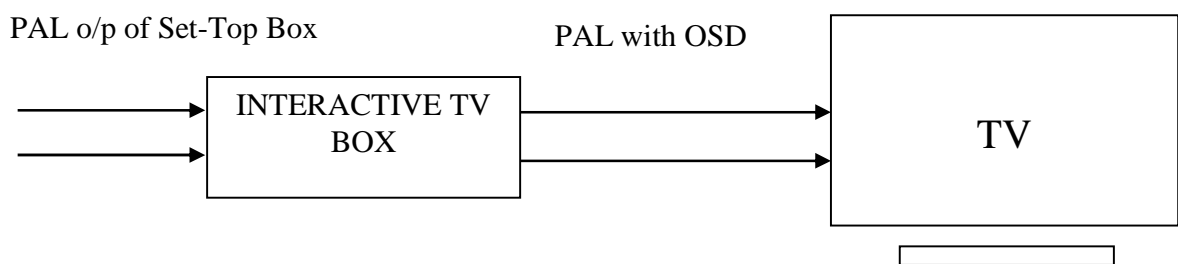 PAL o/p of Set-Top Box
PAL with OSD
INTERACTIVE TV
BOX
TV